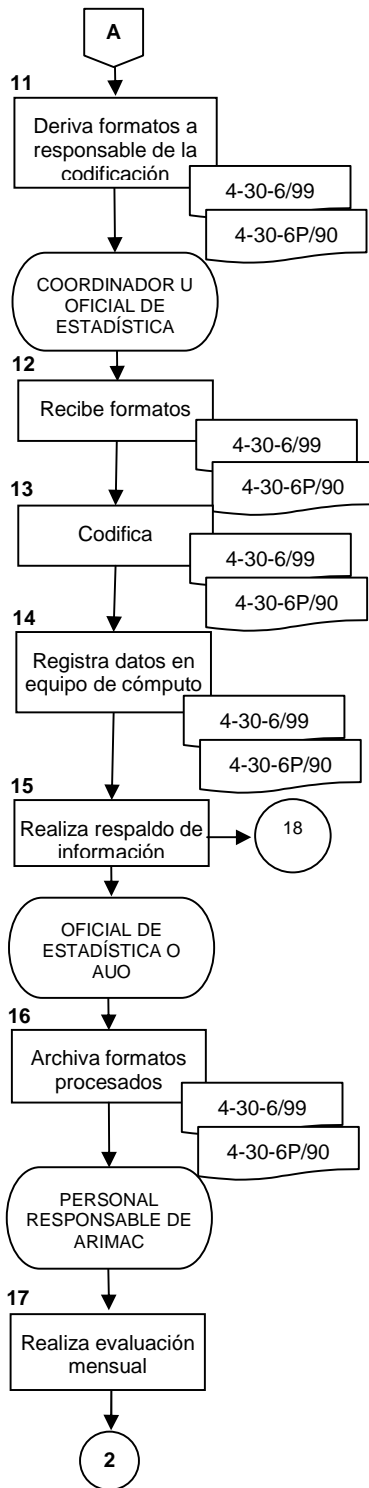 A
11
Deriva formatos a
responsable de la
codificación
4-30-6/99
4-30-6P/90
COORDINADOR U
OFICIAL DE
ESTADÍSTICA
12
Recibe formatos
4-30-6/99
4-30-6P/90
13
Codifica
4-30-6/99
4-30-6P/90
14
Registra datos en
equipo de cómputo
4-30-6/99
4-30-6P/90
15
Realiza respaldo de
información
18
OFICIAL DE
ESTADÍSTICA O
AUO
16
Archiva formatos
procesados
4-30-6/99
4-30-6P/90
PERSONAL
RESPONSABLE DE
ARIMAC
17
Realiza evaluación
mensual
2